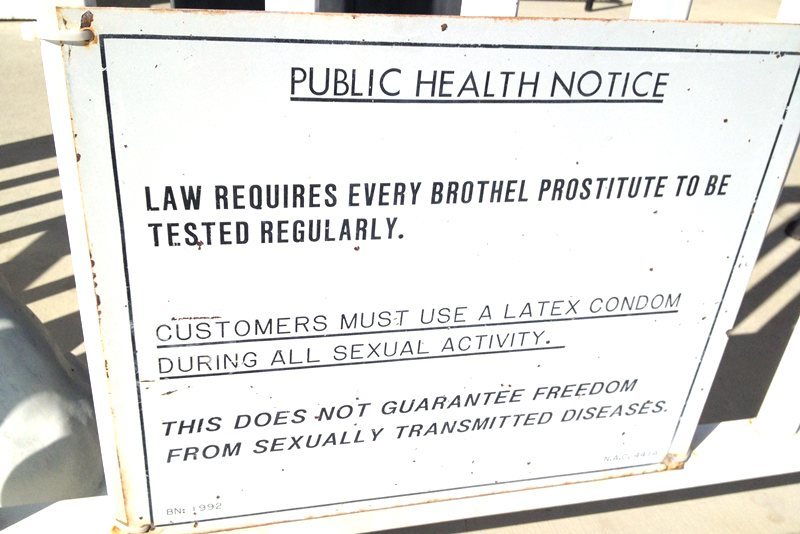 PUBLIC HEALTH NOTICE
LAW REQUIRES EVERY BROTHEL PROSTITUTE TO BE
TESTED REGULARLY.
CUSTOMERS MUST USE A LATEX CONDOM
DURING ALL SEXUAL ACTIVITY.
THIS DOES NOT GUARANTEE FREEDOM
FROM SEXUALLY TRANSMITTED DISEASES.
N.A.C.
BN: 1992